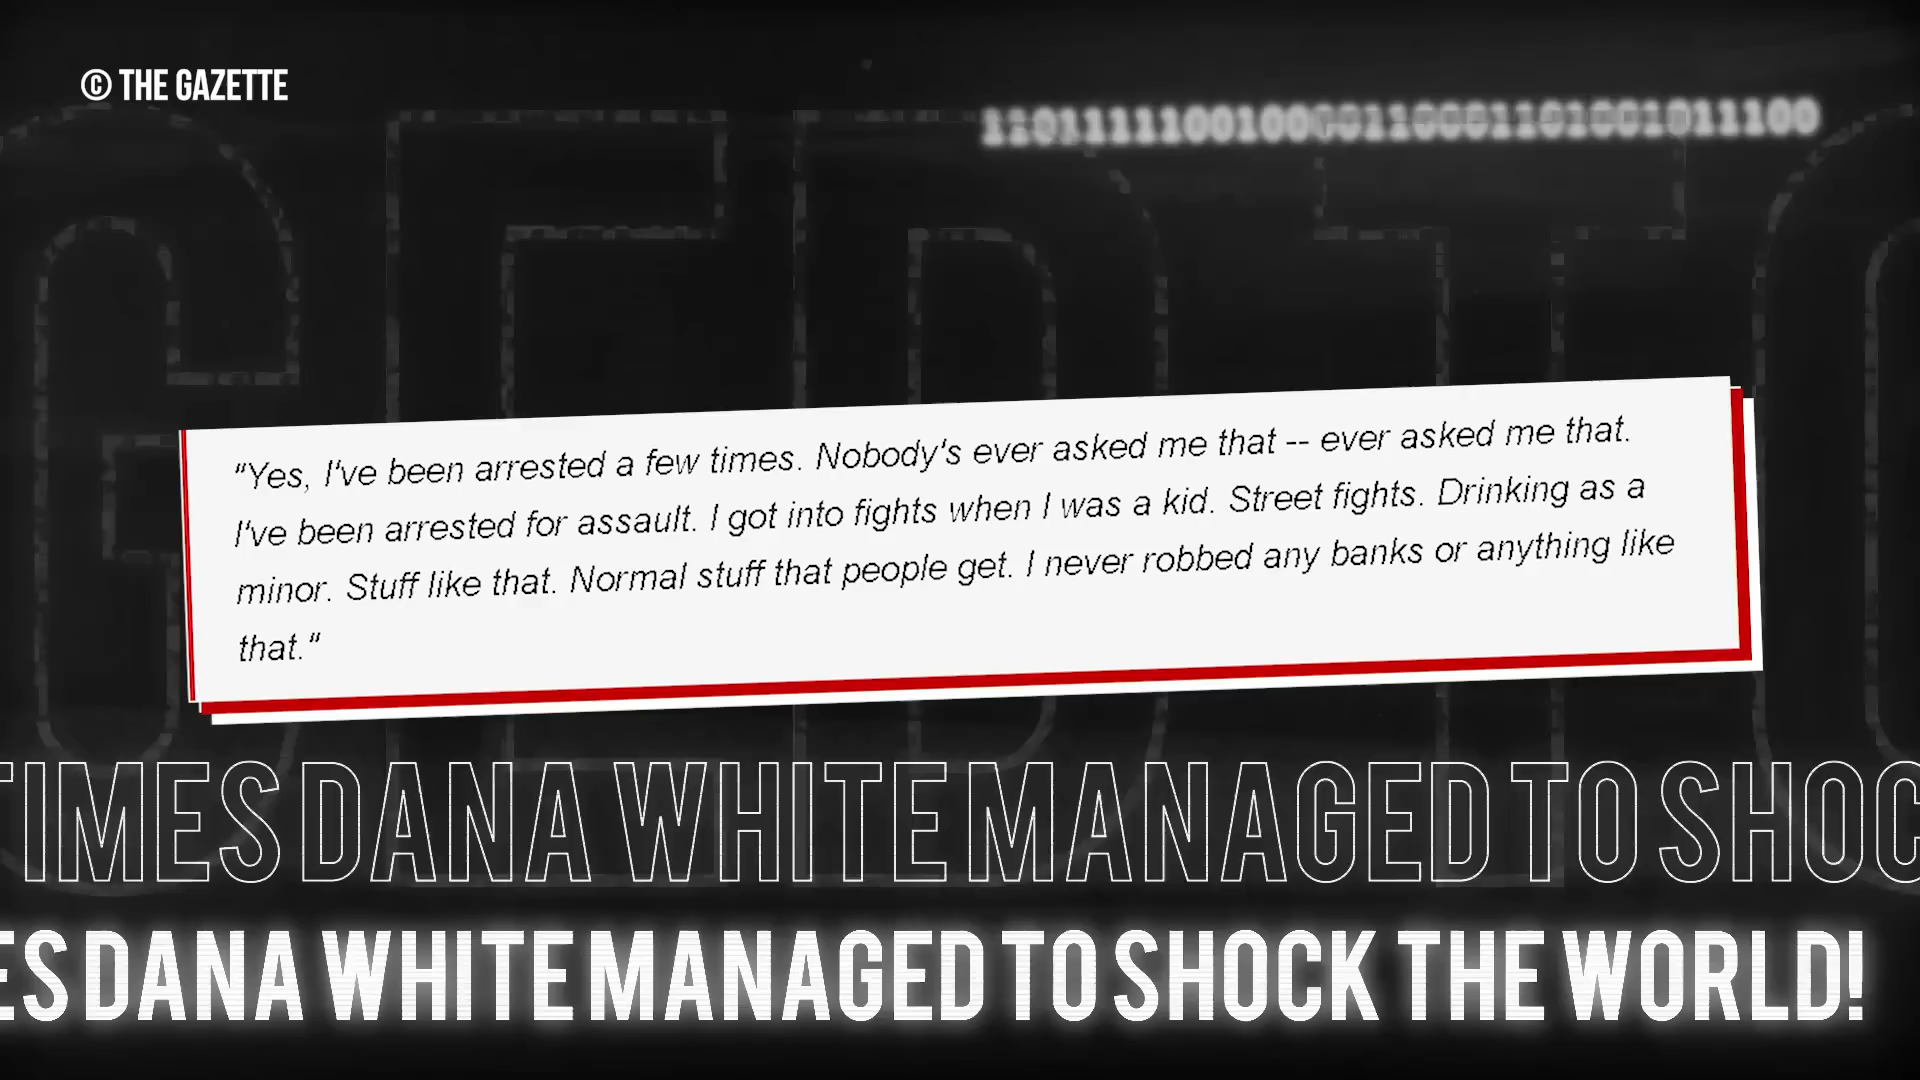 © THE GAZETTE
"Yes, I've been arrested a few times. Nobody's ever asked me that -- ever asked me that.
I've been arrested for assault. I got into fights when I was a kid. Street fights. Drinking as a
minor. Stuff like that. Normal stuff that people get. I never robbed any banks or anything like
that."
TIMES DANA WHITE MANAGED TO SHOC
ES DANA WHITE MANAGED TO SHOCK THE WORLD!